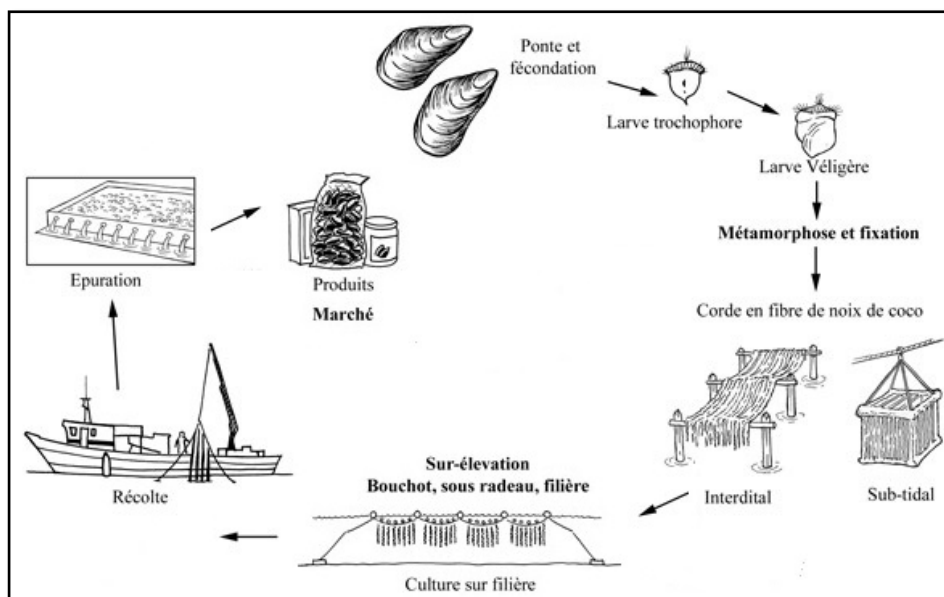 Ponte et
fécondation
Larve trochophore
Larve Véligère
Métamorphose et fixation
Corde en fibre de noix de coco
Interdital
Sub-tidal
Sur-élevation
Bouchot, sous radeau, filière
Culture sur filière
Récolte
Epuration
Produits
Marché